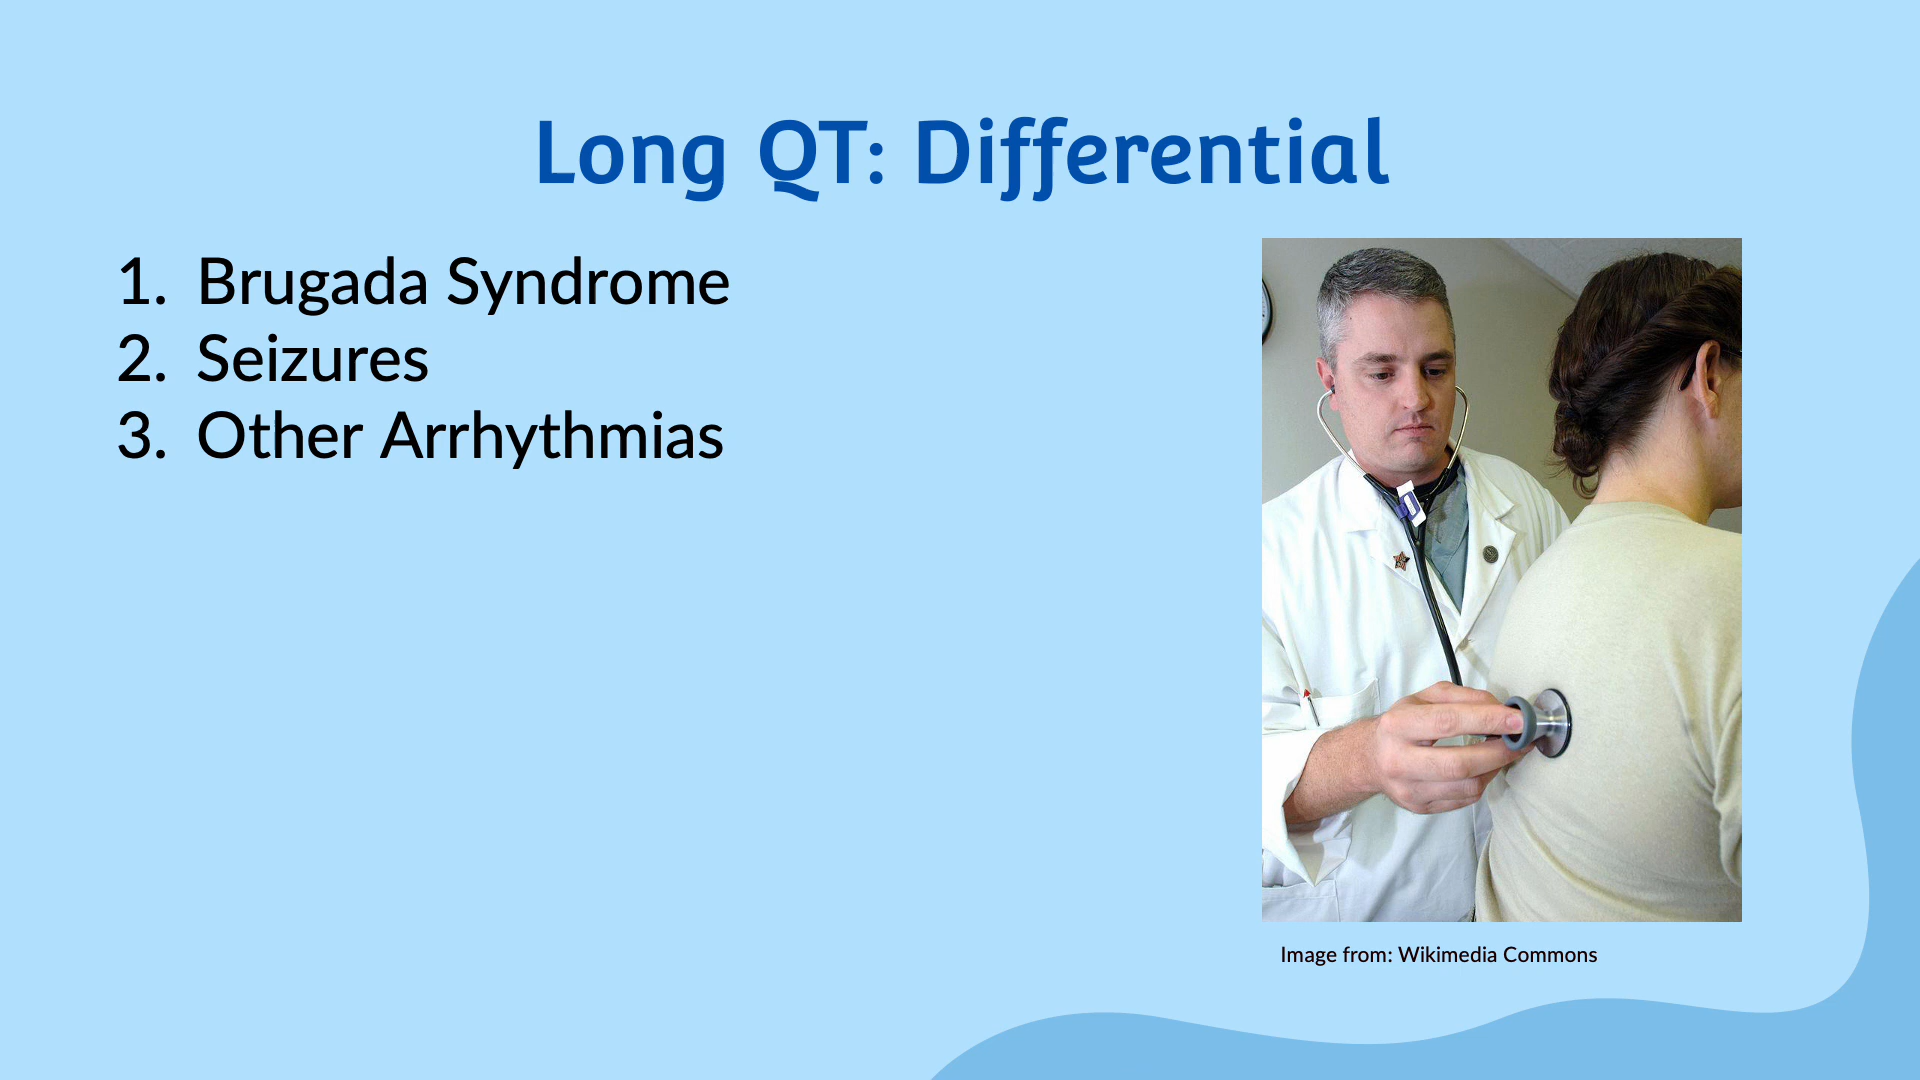 Long QT: Differential
1. Brugada Syndrome
2. Seizures
3. Other Arrhythmias
Image from: Wikimedia Commons